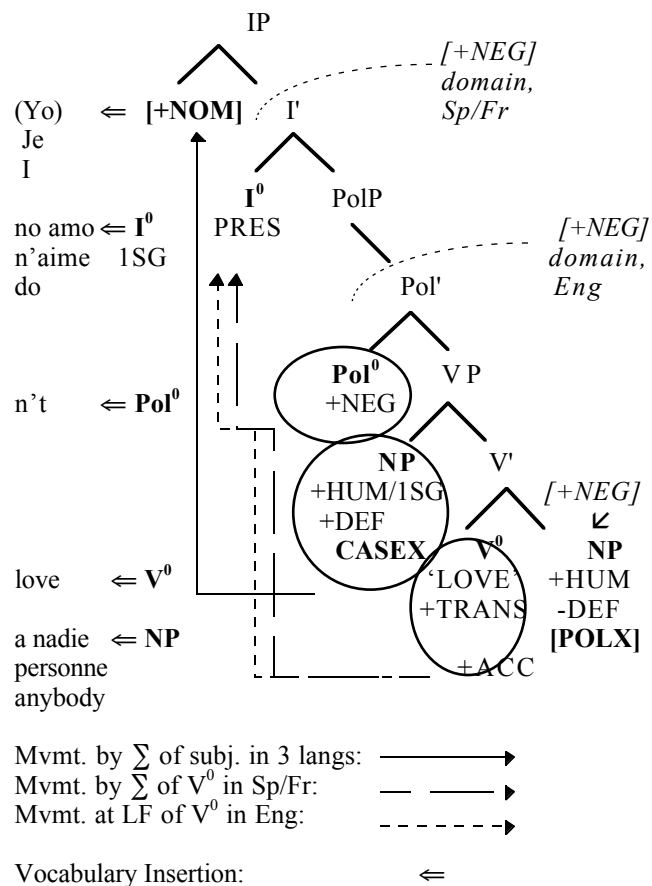 IP
[+NEG]
domain,
Sp/Fr
(Yo) ⇐ [+NOM] I'
Je
I
I⁰ PolP
no amo ⇐ I⁰ PRES [+NEG]
n'aime 1SG domain,
do Pol' Eng
Pol⁰ VP
+NEG
n't ⇐ Pol⁰
NP V'
+HUM/1SG [+NEG]
+DEF ↙
CASEX V⁰ NP
love ⇐ V⁰ ‘LOVE’ +HUM
+TRANS -DEF
a nadie ⇐ NP [POLX]
personne +ACC
anybody
Mvmt. by ∑ of subj. in 3 langs:
Mvmt. by ∑ of V⁰ in Sp/Fr:
Mvmt. at LF of V⁰ in Eng:
Vocabulary Insertion: ⇐